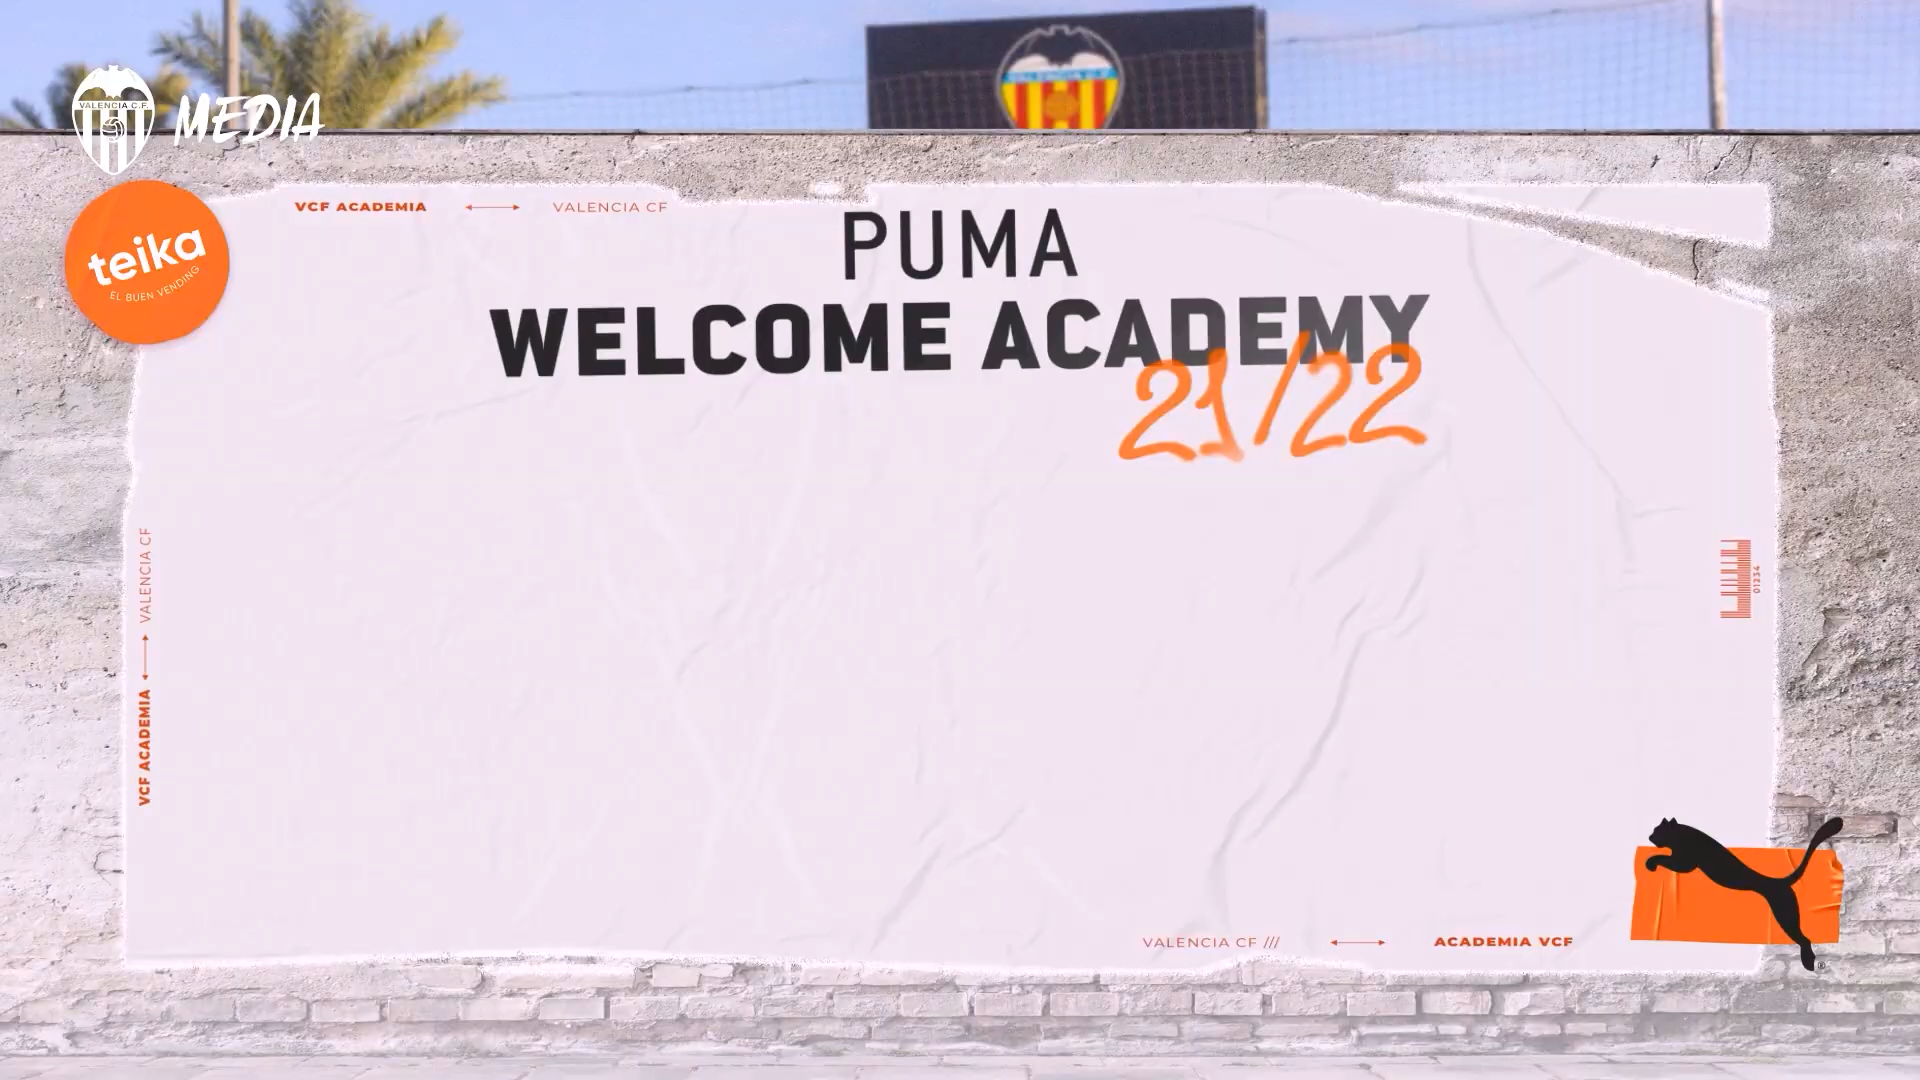 VALENCIA C.F.
MEDIA
VALENCIA C.F.
teika
EL BUEN VENDING
VCF ACADEMIA
VALENCIA CF
PUMA
WELCOME ACADEMY
21/22
VALENCIA CF
VCF ACADEMIA
01234
VALENCIA CF ///
ACADEMIA VCF
®